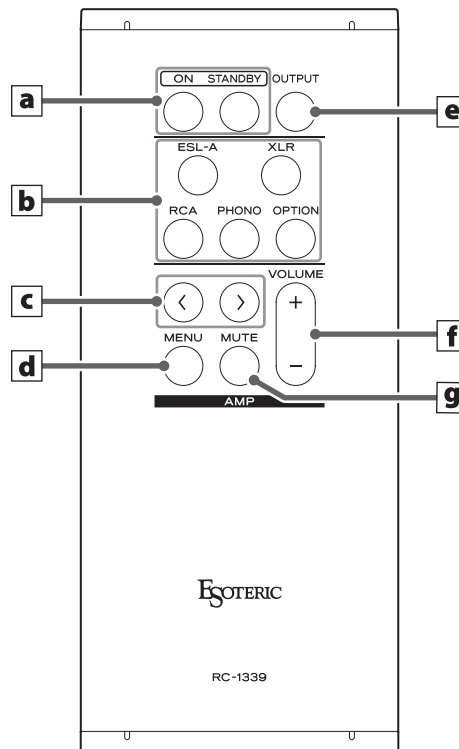 ON STANDBY OUTPUT
a
e
ESL-A XLR
b
RCA PHONO OPTION
VOLUME
c
< >
+
f
MENU MUTE
d
−
g
AMP
ESOTERIC
RC-1339